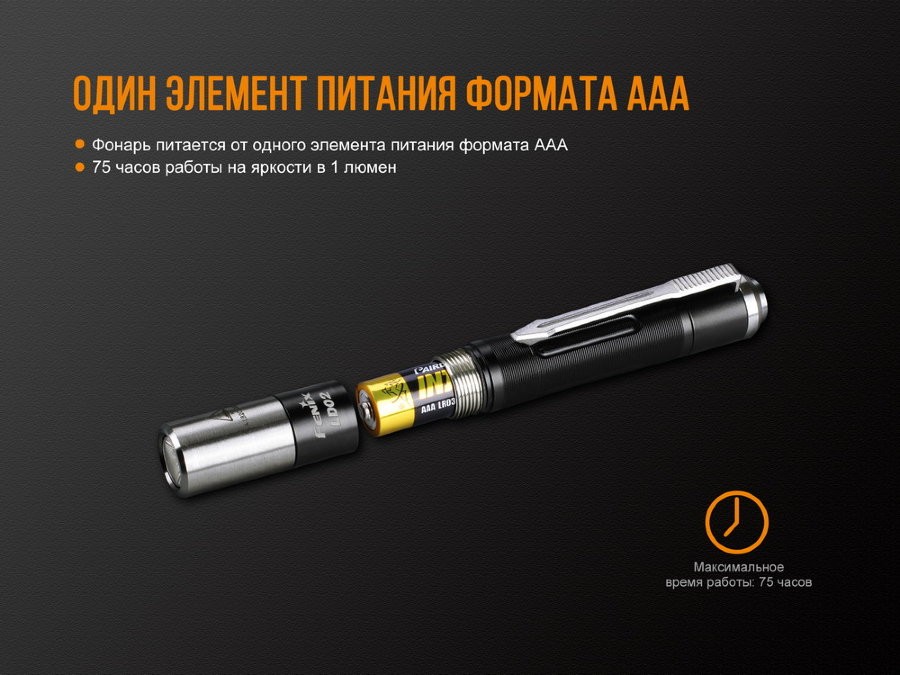 ОДИН ЭЛЕМЕНТ ПИТАНИЯ ФОРМАТА ААА
Фонарь питается от одного элемента питания формата ААА
75 часов работы на яркости в 1 люмен
FENIX
LD02
AAA LR03
Максимальное
время работы: 75 часов